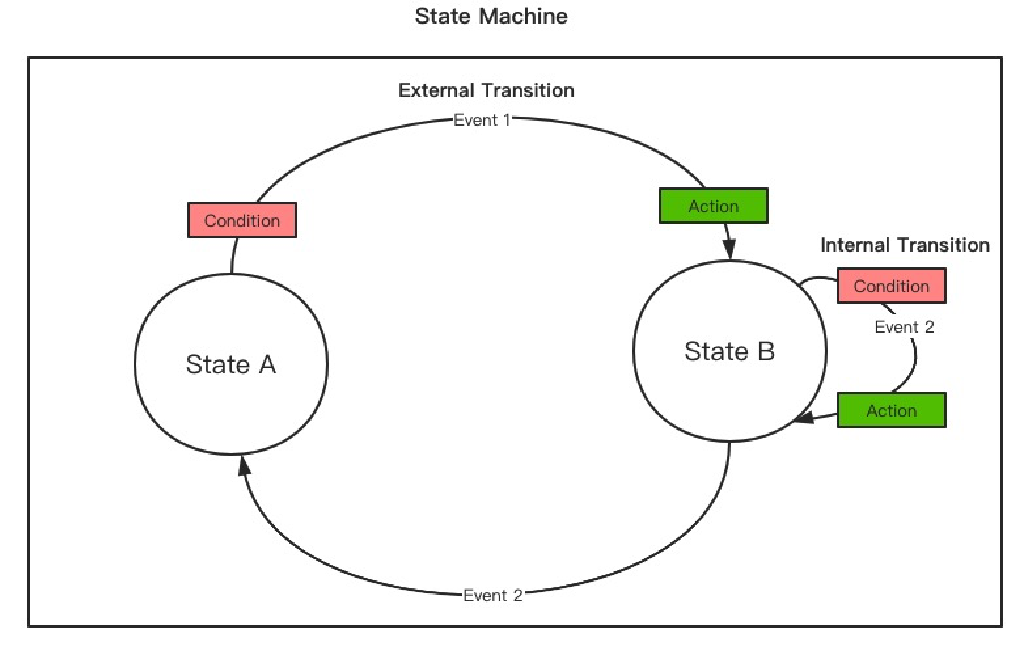 State Machine
External Transition
Event 1
Condition
Action
Internal Transition
Condition
Event 2
State A
State B
Action
Event 2